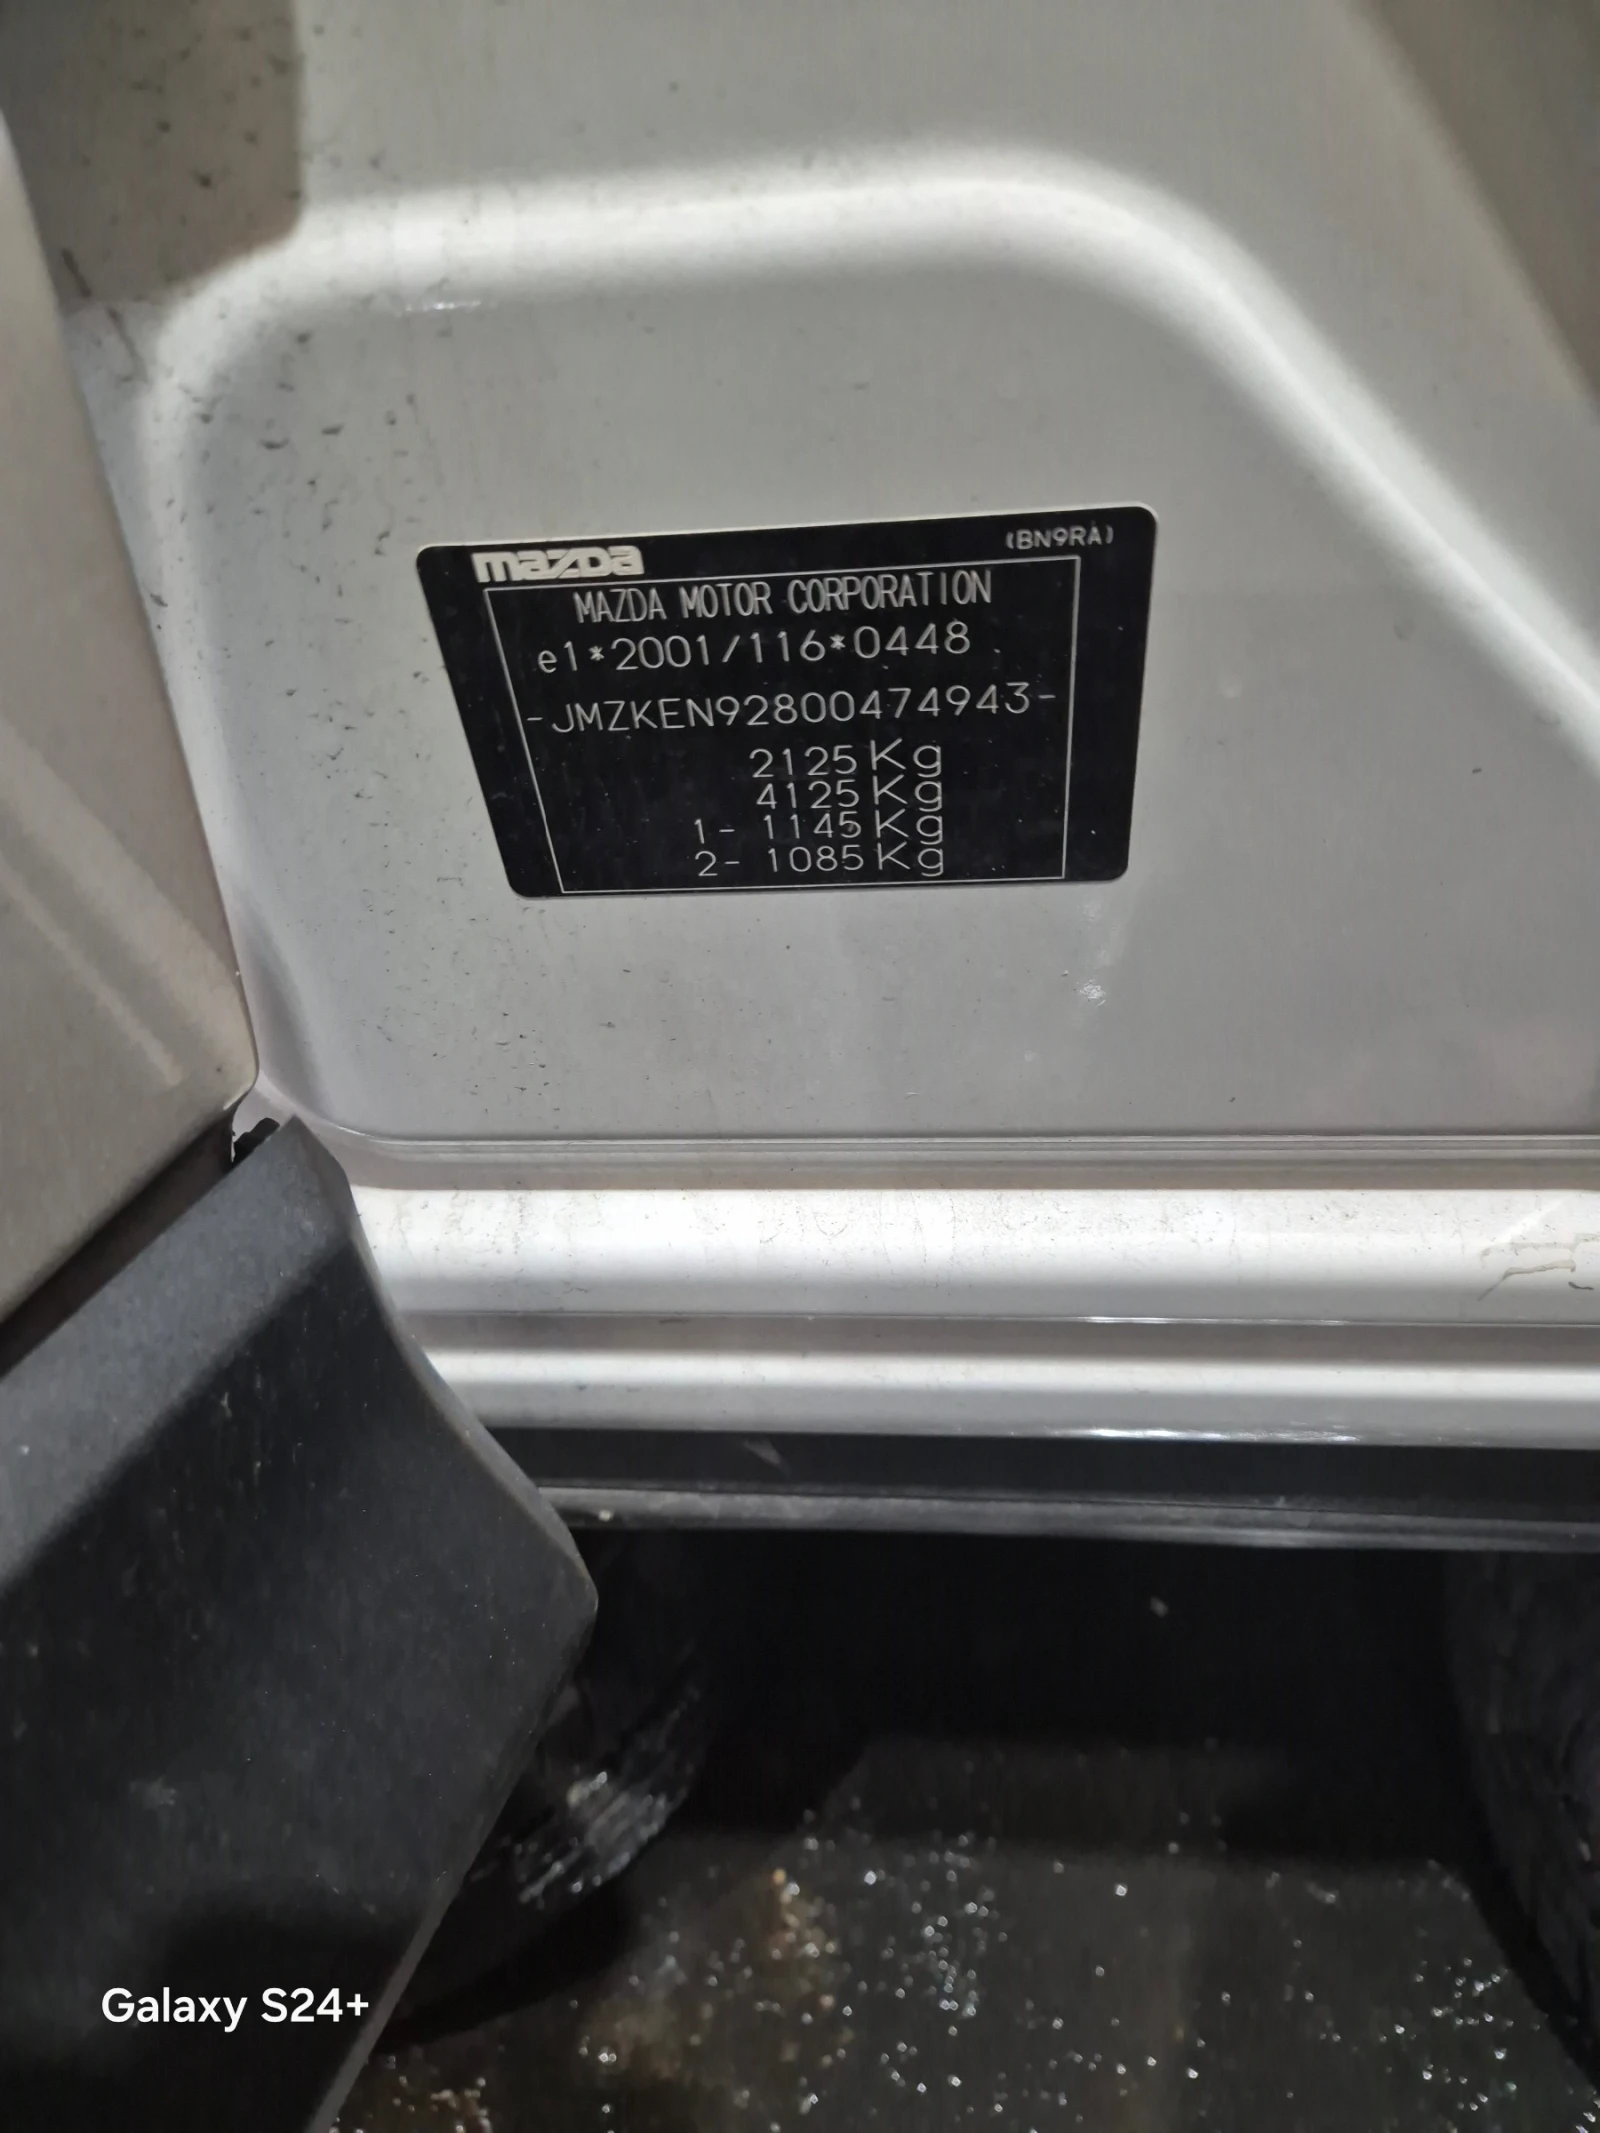 mazda
(BN9RA)
MAZDA MOTOR CORPORATION
e1*2001/116*0448
-JMZKEN92800474943-
2125Kg
4125Kg
1- 1145Kg
2- 1085Kg
Galaxy S24+